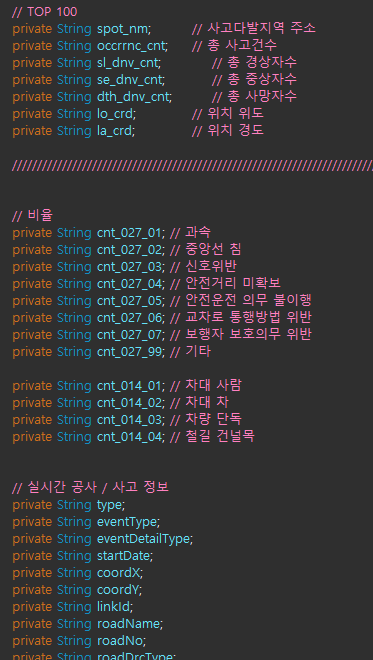 // TOP 100
private String spot_nm; // 사고다발지역 주소
private String occrrnc_cnt; // 총 사고건수
private String sl_dnv_cnt; // 총 경상자수
private String se_dnv_cnt; // 총 중상자수
private String dth_dnv_cnt; // 총 사망자수
private String lo_crd; // 위치 위도
private String la_crd; // 위치 경도
////////////////////////////////////////////////////////////////////////
// 비율
private String cnt_027_01; // 과속
private String cnt_027_02; // 중앙선 침
private String cnt_027_03; // 신호위반
private String cnt_027_04; // 안전거리 미확보
private String cnt_027_05; // 안전운전 의무 불이행
private String cnt_027_06; // 교차로 통행방법 위반
private String cnt_027_07; // 보행자 보호의무 위반
private String cnt_027_99; // 기타
private String cnt_014_01; // 차대 사람
private String cnt_014_02; // 차대 차
private String cnt_014_03; // 차량 단독
private String cnt_014_04; // 철길 건널목
// 실시간 공사 / 사고 정보
private String type;
private String eventType;
private String eventDetailType;
private String startDate;
private String coordX;
private String coordY;
private String linkId;
private String roadName;
private String roadNo;
private String roadDrcType;